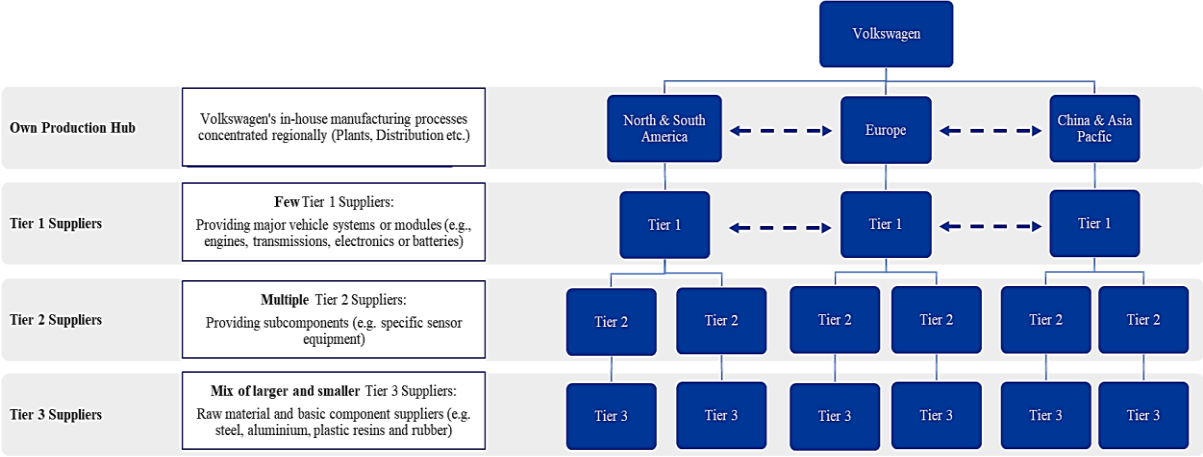 Volkswagen
Own Production Hub
Volkswagen's in-house manufacturing processes
concentrated regionally (Plants, Distribution etc.)
North & South
America
Europe
China & Asia
Pacfic
Tier 1 Suppliers
Few Tier 1 Suppliers:
Providing major vehicle systems or modules (e.g.,
engines, transmissions, electronics or batteries)
Tier 1
Tier 1
Tier 1
Tier 2 Suppliers
Multiple Tier 2 Suppliers:
Providing subcomponents (e.g. specific sensor
equipment)
Tier 2
Tier 2
Tier 2
Tier 2
Tier 2
Tier 2
Tier 3 Suppliers
Mix of larger and smaller Tier 3 Suppliers:
Raw material and basic component suppliers (e.g.
steel, aluminium, plastic resins and rubber)
Tier 3
Tier 3
Tier 3
Tier 3
Tier 3
Tier 3